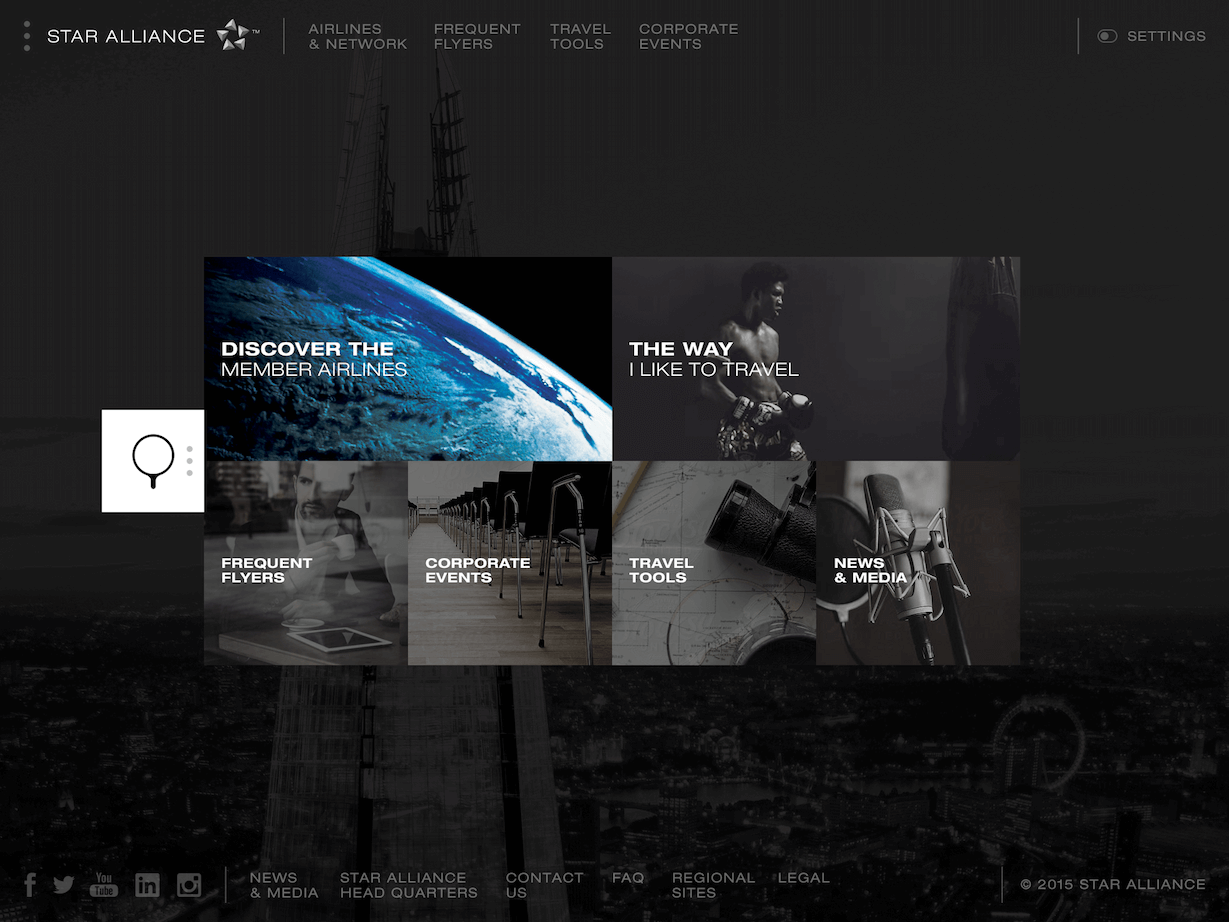 STAR ALLIANCE ™
AIRLINES
& NETWORK
FREQUENT
FLYERS
TRAVEL
TOOLS
CORPORATE
EVENTS
SETTINGS
DISCOVER THE
MEMBER AIRLINES
THE WAY
I LIKE TO TRAVEL
FREQUENT
FLYERS
CORPORATE
EVENTS
TRAVEL
TOOLS
NEWS
& MEDIA
You
Tube
in
NEWS
& MEDIA
STAR ALLIANCE
HEAD QUARTERS
CONTACT
US
FAQ
REGIONAL
SITES
LEGAL
© 2015 STAR ALLIANCE